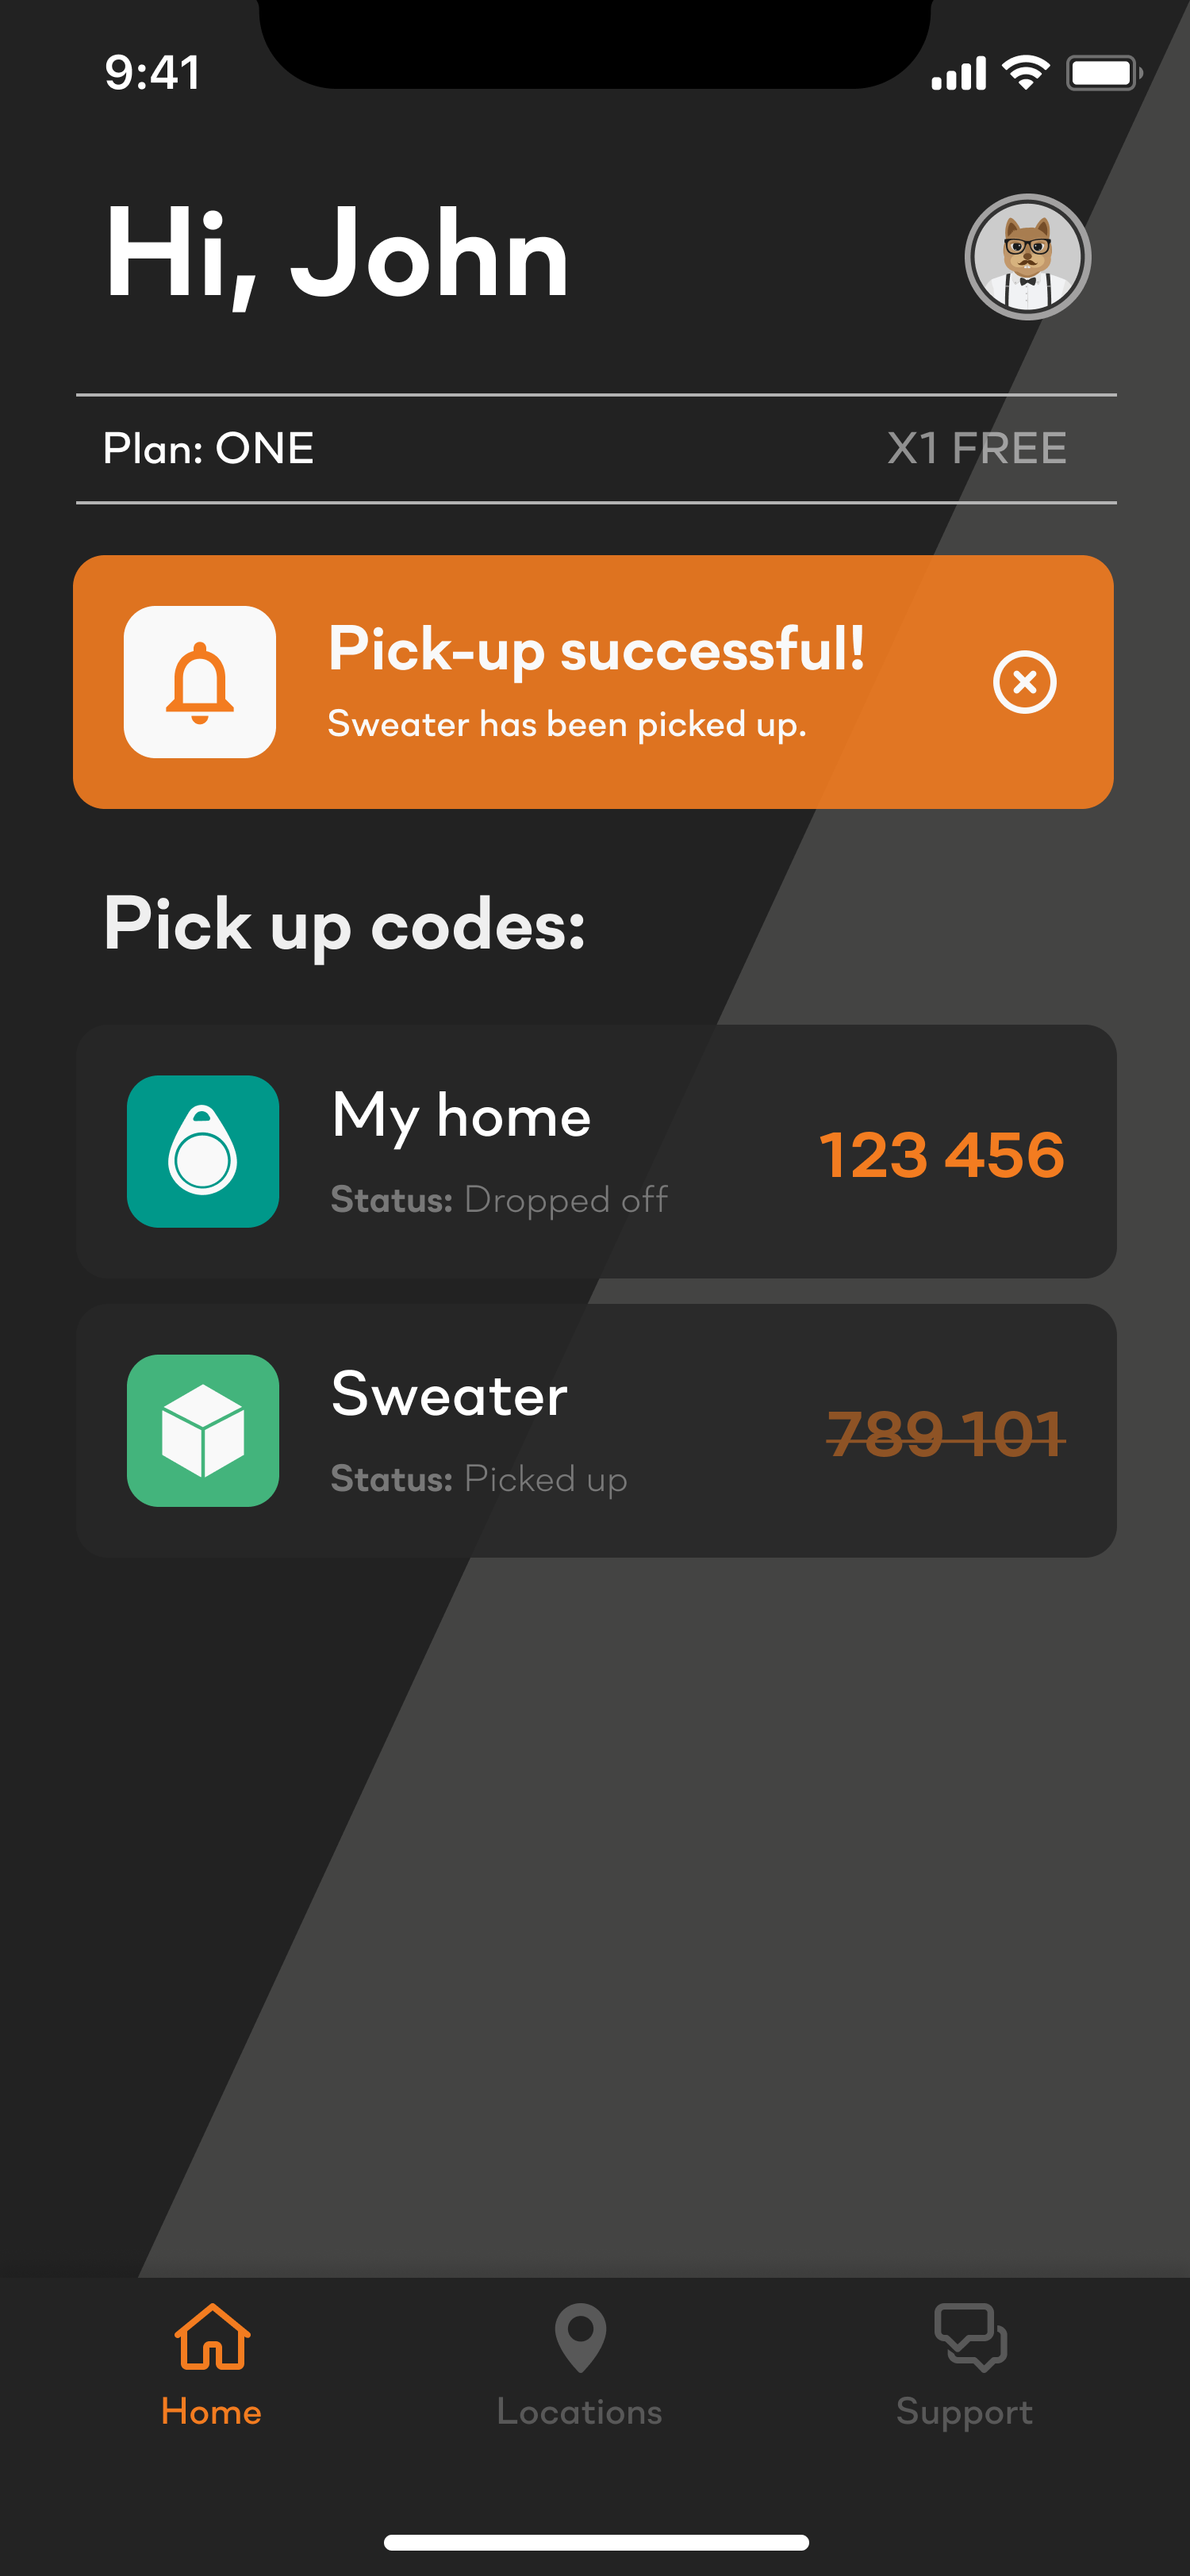 9:41
Hi, John
Plan: ONE
X1 FREE
Pick-up successful!
Sweater has been picked up.
Pick up codes:
My home
123 456
Status: Dropped off
Sweater
789 101
Status: Picked up
Home
Locations
Support